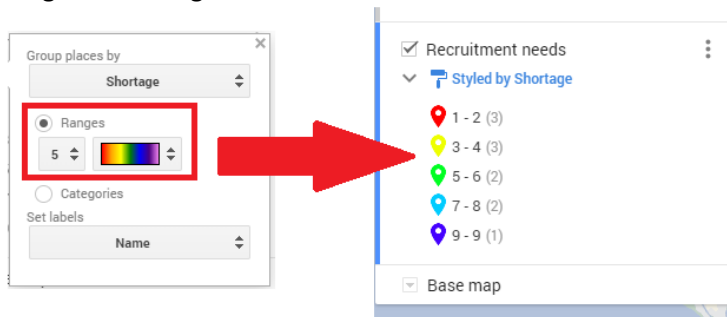 Group places by
Shortage
Ranges
5
Categories
Set labels
Name
Recruitment needs
Styled by Shortage
1 - 2 (3)
3 - 4 (3)
5 - 6 (2)
7 - 8 (2)
9 - 9 (1)
Base map